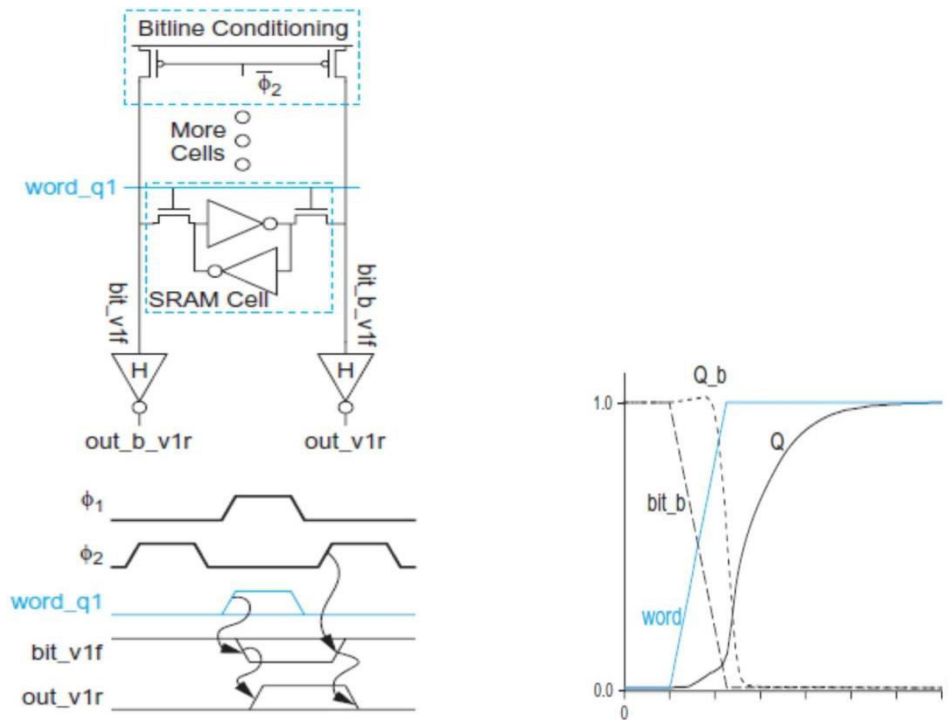 Bitline Conditioning
φ̅2
More
Cells
word_q1
bit_v1f
bit_b_v1f
SRAM Cell
H
H
out_b_v1r
out_v1r
φ1
φ2
word_q1
bit_v1f
out_v1r
Q_b
1.0
Q
bit_b
word
0.0
0